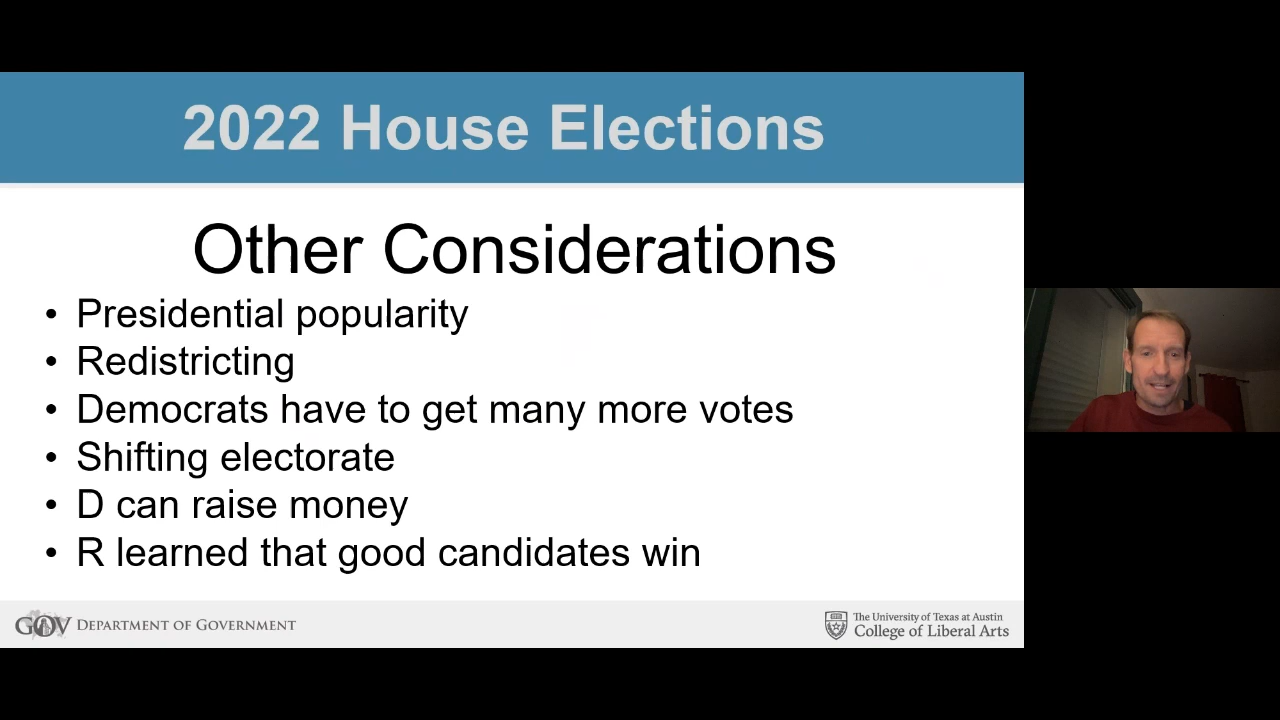 2022 House Elections
Other Considerations
• Presidential popularity
• Redistricting
• Democrats have to get many more votes
• Shifting electorate
• D can raise money
• R learned that good candidates win
GOV DEPARTMENT OF GOVERNMENT
The University of Texas at Austin
College of Liberal Arts